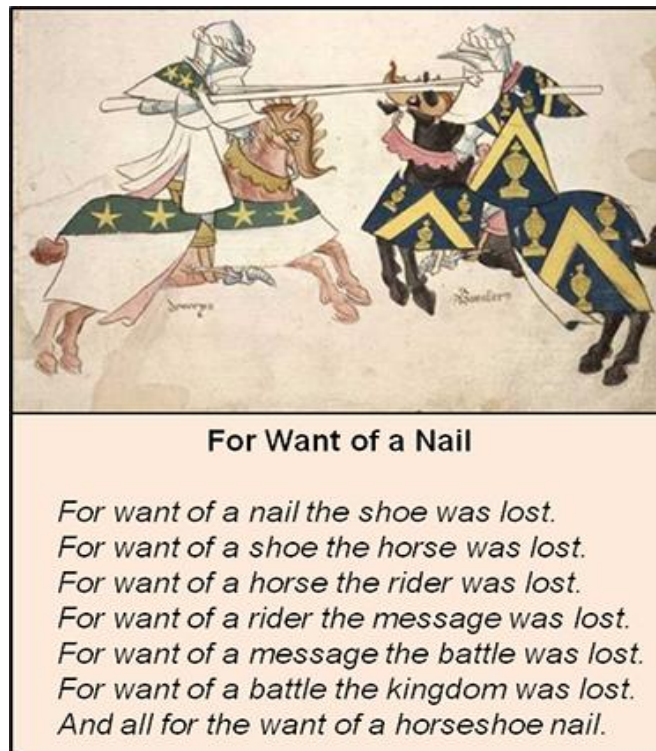 For Want of a Nail
For want of a nail the shoe was lost.
For want of a shoe the horse was lost.
For want of a horse the rider was lost.
For want of a rider the message was lost.
For want of a message the battle was lost.
For want of a battle the kingdom was lost.
And all for the want of a horseshoe nail.